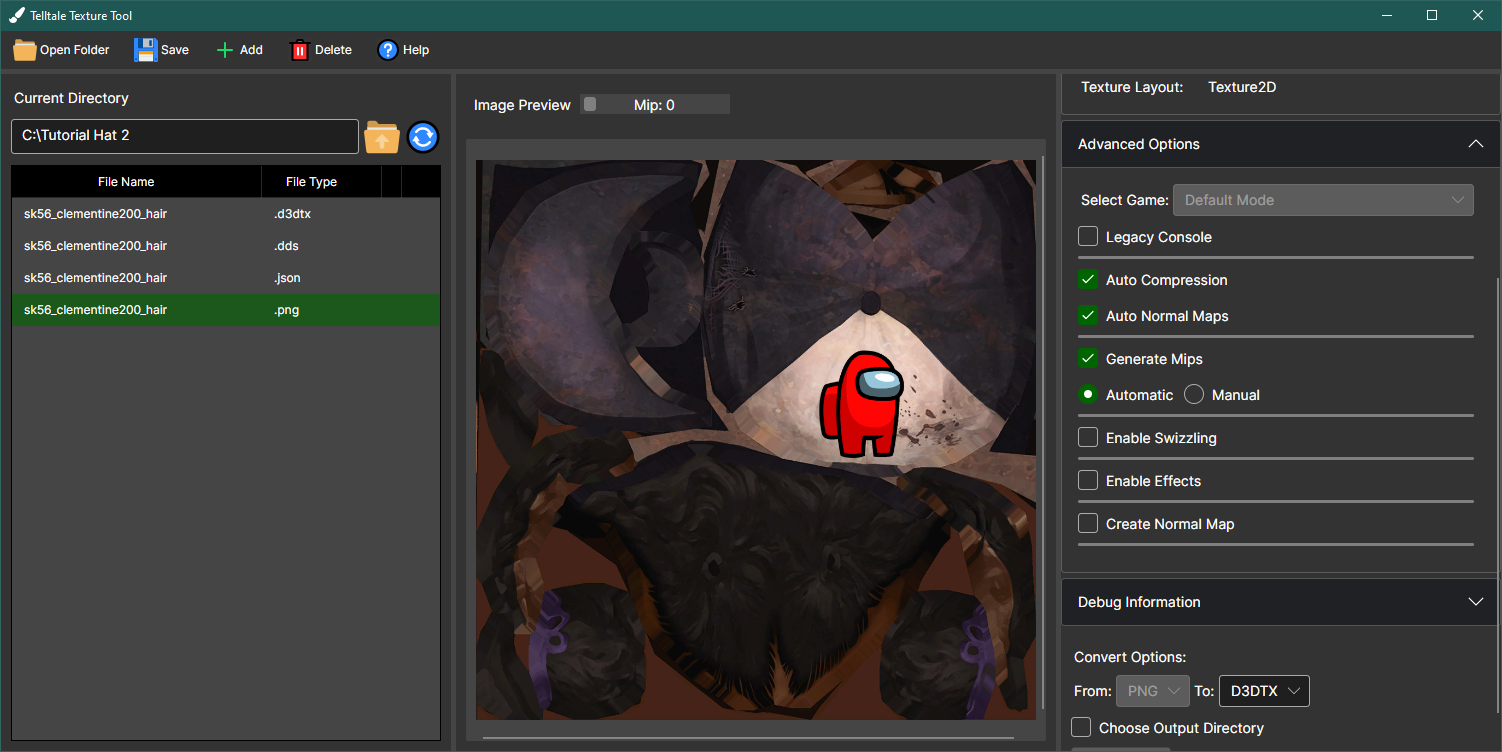 Telltale Texture Tool
Open Folder Save Add Delete ? Help
Current Directory
C:\Tutorial Hat 2
File Name File Type
sk56_clementine200_hair .d3dtx
sk56_clementine200_hair .dds
sk56_clementine200_hair .json
sk56_clementine200_hair .png
Image Preview Mip: 0
Texture Layout: Texture2D
Advanced Options
Select Game: Default Mode
Legacy Console
Auto Compression
Auto Normal Maps
Generate Mips
Automatic Manual
Enable Swizzling
Enable Effects
Create Normal Map
Debug Information
Convert Options:
From: PNG To: D3DTX
Choose Output Directory